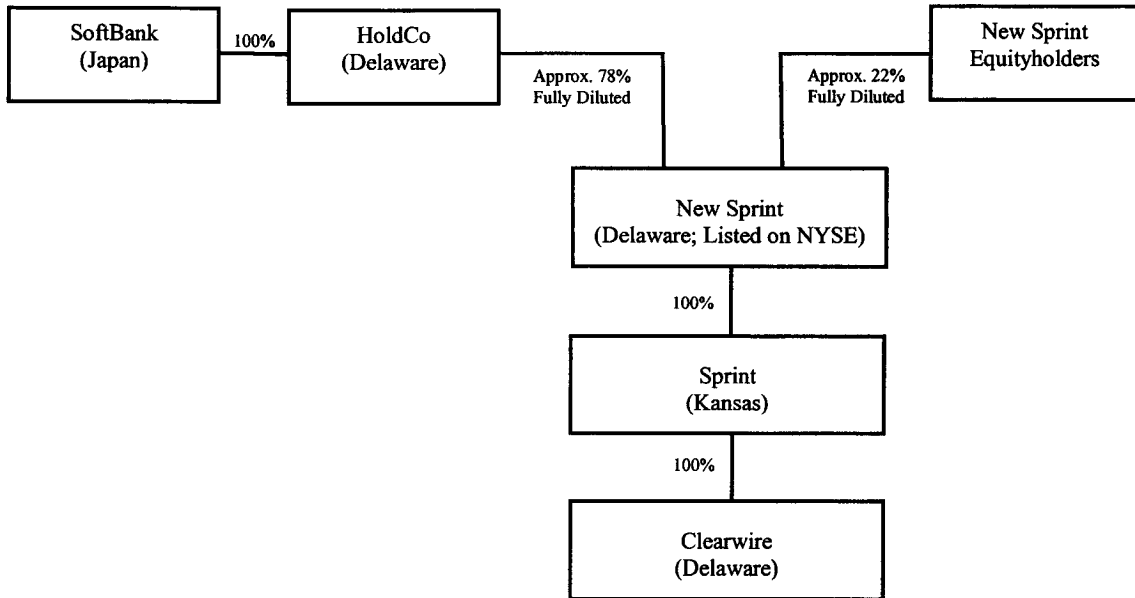 SoftBank
(Japan)
100%
HoldCo
(Delaware)
New Sprint
Equityholders
Approx. 78%
Fully Diluted
Approx. 22%
Fully Diluted
New Sprint
(Delaware; Listed on NYSE)
100%
Sprint
(Kansas)
100%
Clearwire
(Delaware)